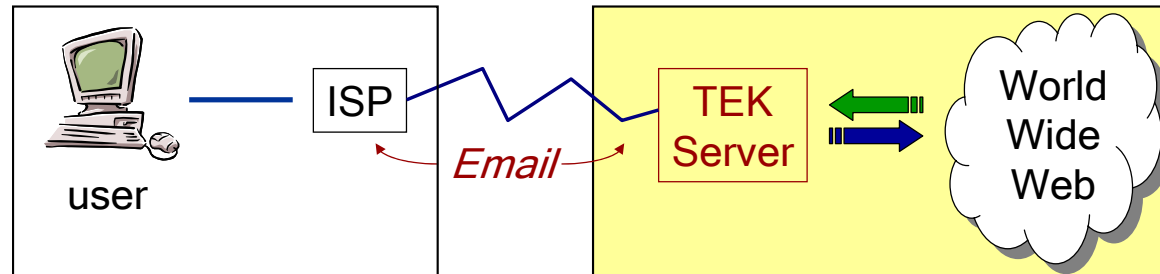 user
ISP
Email
TEK
Server
World
Wide
Web